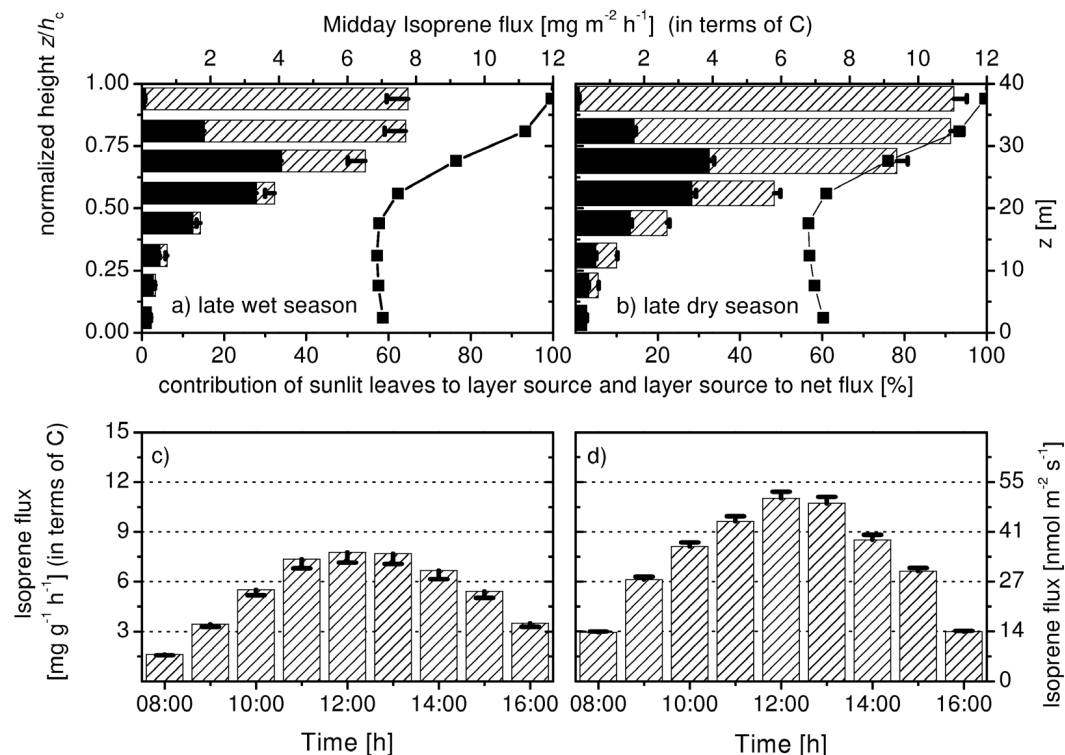 Midday Isoprene flux [mg m⁻² h⁻¹]  (in terms of C)
2 4 6 8 10 12 2 4 6 8 10 12
normalized height z/hc
1.00 40
0.75 30
0.50 20
0.25 10
0.00 0
z [m]
a) late wet season b) late dry season
0 20 40 60 80 100 20 40 60 80 100
contribution of sunlit leaves to layer source and layer source to net flux [%]
Isoprene flux
[mg g⁻¹ h⁻¹] (in terms of C)
c) d)
15
12 55
9 41
6 27
3 14
0
Isoprene flux [nmol m⁻² s⁻¹]
08:00 10:00 12:00 14:00 16:00 08:00 10:00 12:00 14:00 16:00
Time [h] Time [h]